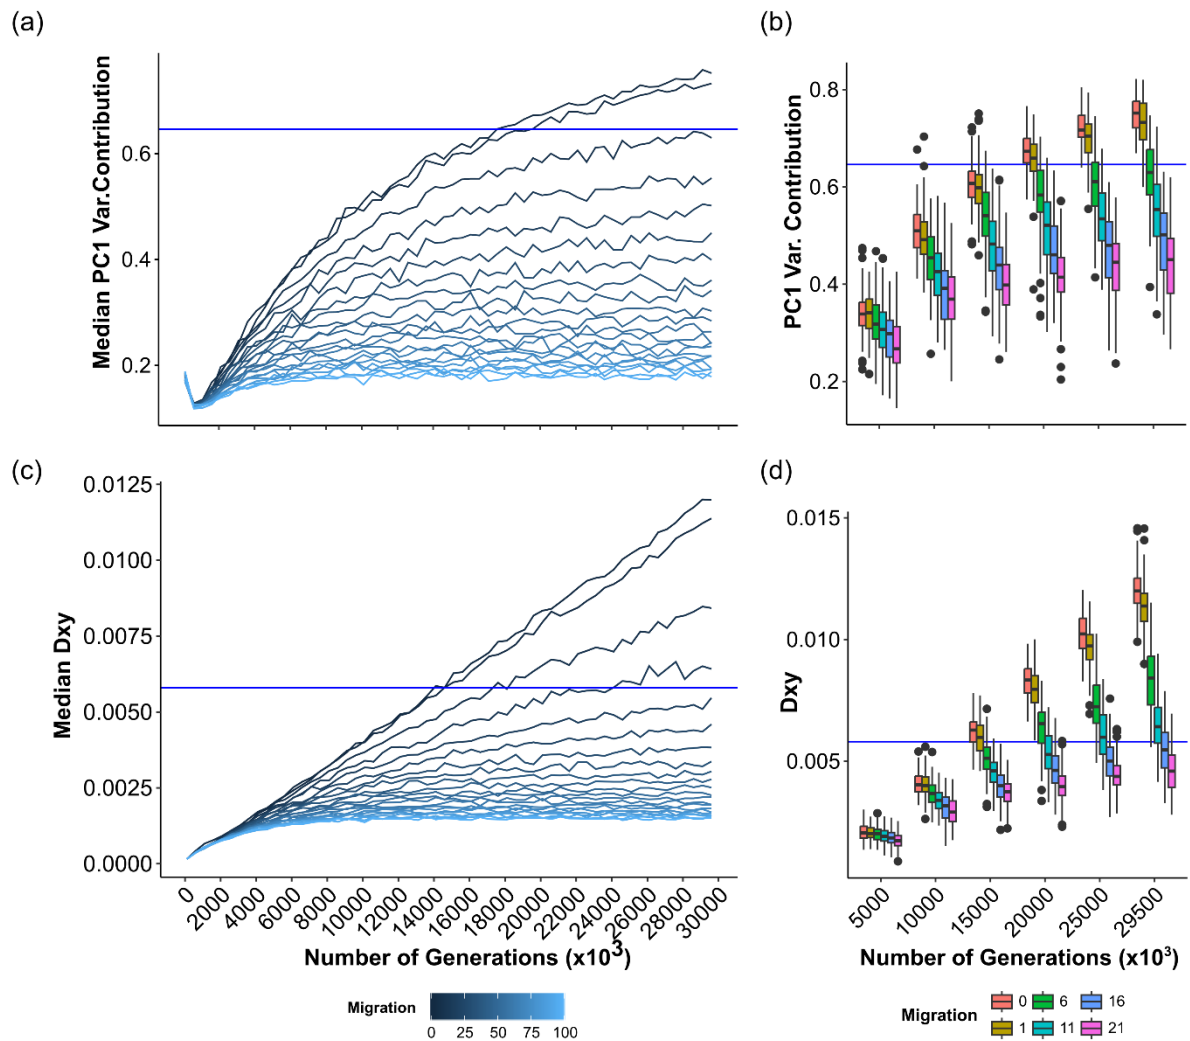 (a)
Median PC1 Var.Contribution
0.6
0.4
0.2
(b)
PC1 Var. Contribution
0.8
0.6
0.4
0.2
(c)
Median Dxy
0.0125
0.0100
0.0075
0.0050
0.0025
0.0000
0 2000 4000 6000 8000 10000 12000 14000 16000 18000 20000 22000 24000 26000 28000 30000
Number of Generations (x10³)
Migration
0 25 50 75 100
(d)
Dxy
0.015
0.010
0.005
5000 10000 15000 20000 25000 29500
Number of Generations (x10³)
Migration
0 6 16
1 11 21